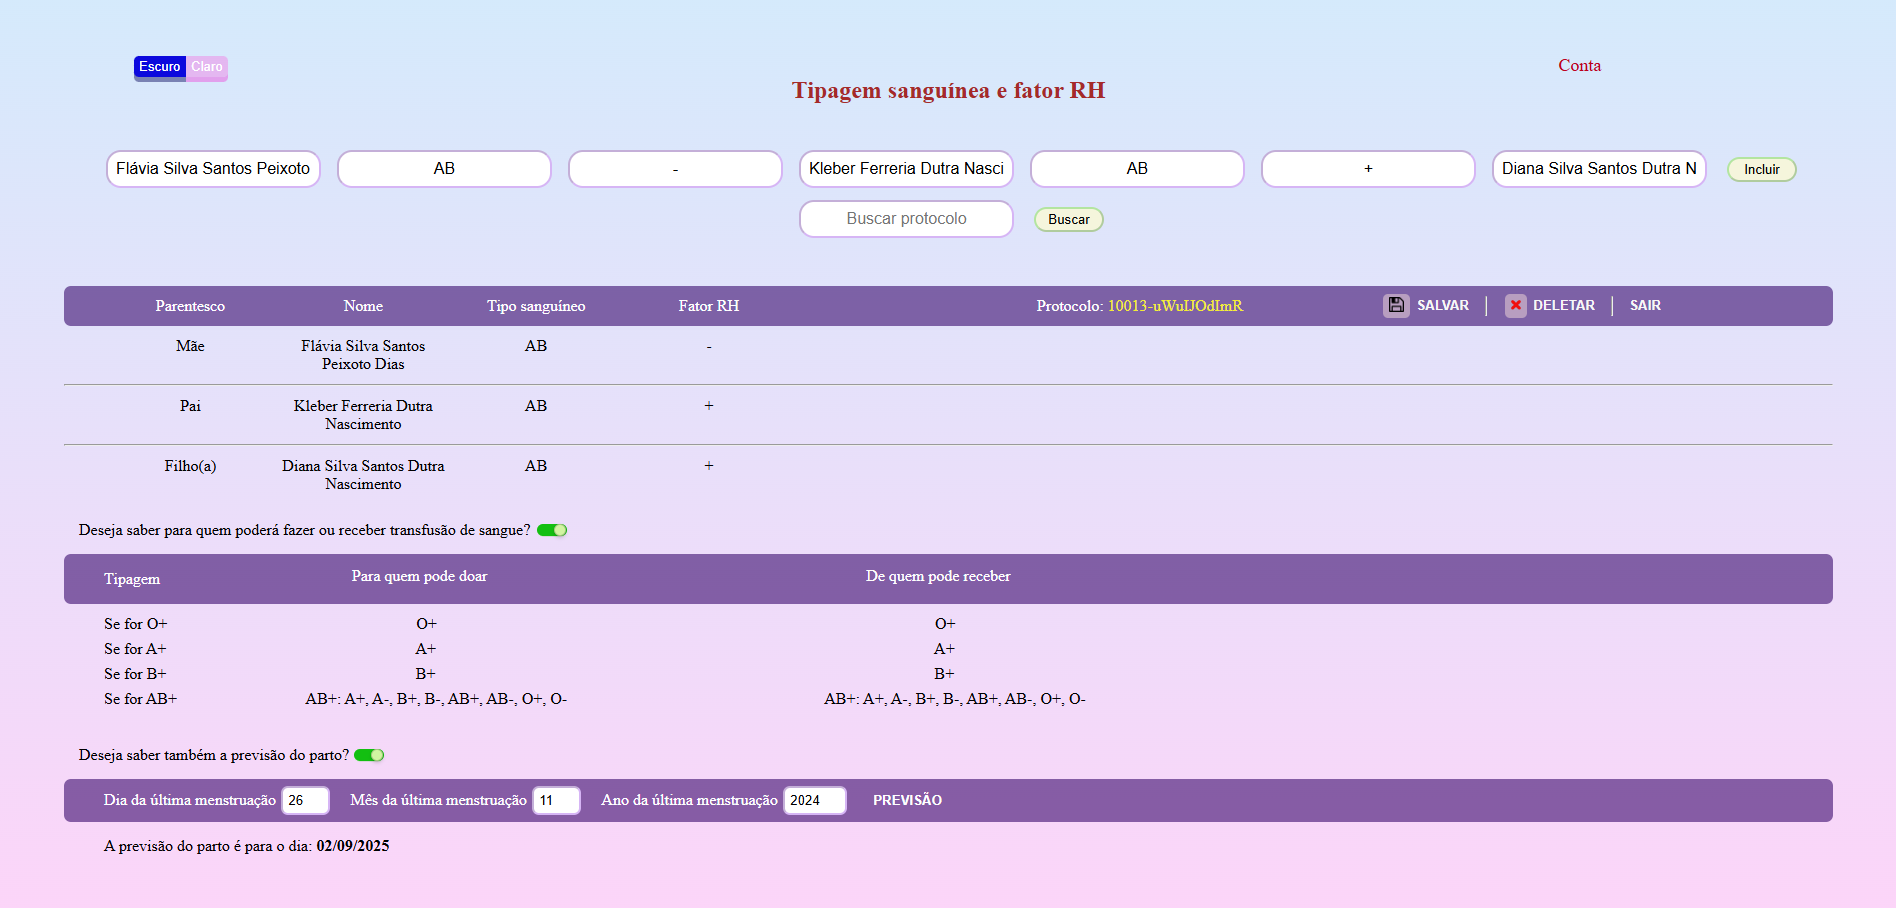 Escuro Claro
Conta
Tipagem sanguínea e fator RH
Flávia Silva Santos Peixoto AB - Kleber Ferreria Dutra Nasci AB + Diana Silva Santos Dutra N Incluir
Buscar protocolo Buscar
Parentesco Nome Tipo sanguíneo Fator RH Protocolo: 10013-uWuIJOdImR SALVAR | DELETAR | SAIR
Mãe Flávia Silva Santos AB -
Peixoto Dias
Pai Kleber Ferreria Dutra AB +
Nascimento
Filho(a) Diana Silva Santos Dutra AB +
Nascimento
Deseja saber para quem poderá fazer ou receber transfusão de sangue?
Tipagem Para quem pode doar De quem pode receber
Se for O+ O+ O+
Se for A+ A+ A+
Se for B+ B+ B+
Se for AB+ AB+: A+, A-, B+, B-, AB+, AB-, O+, O- AB+: A+, A-, B+, B-, AB+, AB-, O+, O-
Deseja saber também a previsão do parto?
Dia da última menstruação 26 Mês da última menstruação 11 Ano da última menstruação 2024 PREVISÃO
A previsão do parto é para o dia: 02/09/2025